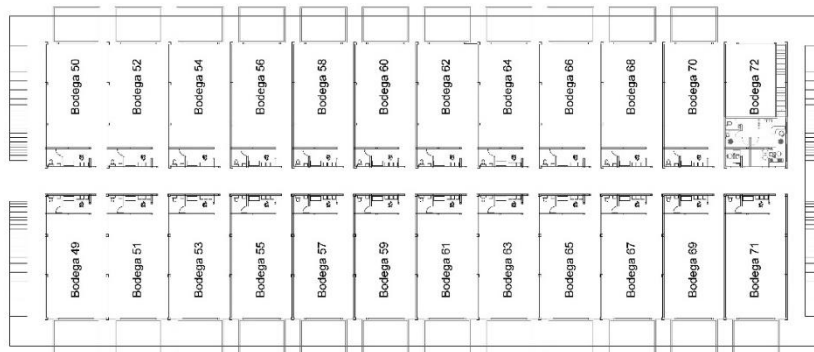 Bodega 50
Bodega 52
Bodega 54
Bodega 56
Bodega 58
Bodega 60
Bodega 62
Bodega 64
Bodega 66
Bodega 68
Bodega 70
Bodega 72
Bodega 49
Bodega 51
Bodega 53
Bodega 55
Bodega 57
Bodega 59
Bodega 61
Bodega 63
Bodega 65
Bodega 67
Bodega 69
Bodega 71